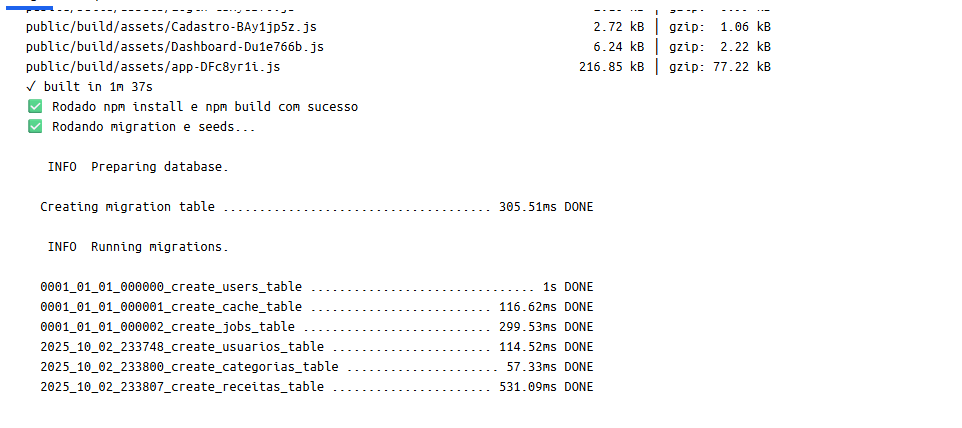 public/build/assets/Cadastro-BAy1jp5z.js 2.72 kB │ gzip: 1.06 kB
public/build/assets/Dashboard-Du1e766b.js 6.24 kB │ gzip: 2.22 kB
public/build/assets/app-DFc8yr1i.js 216.85 kB │ gzip: 77.22 kB
✓ built in 1m 37s
✅ Rodado npm install e npm build com sucesso
✅ Rodando migration e seeds...
INFO Preparing database.
Creating migration table ..................................... 305.51ms DONE
INFO Running migrations.
0001_01_01_000000_create_users_table ............................... 1s DONE
0001_01_01_000001_create_cache_table .......................... 116.62ms DONE
0001_01_01_000002_create_jobs_table .......................... 299.53ms DONE
2025_10_02_233748_create_usuarios_table ...................... 114.52ms DONE
2025_10_02_233800_create_categorias_table ..................... 57.33ms DONE
2025_10_02_233807_create_receitas_table ...................... 531.09ms DONE